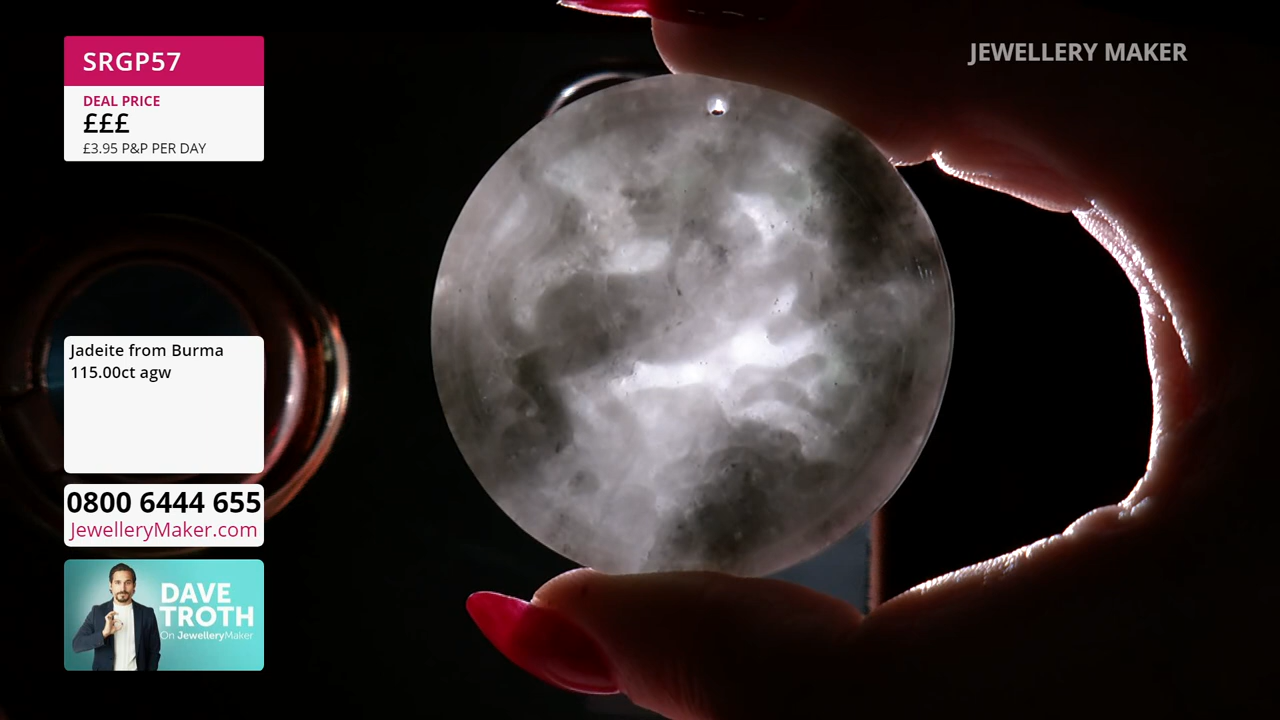 SRGP57
DEAL PRICE
£££
£3.95 P&P PER DAY
JEWELLERY MAKER
Jadeite from Burma
115.00ct agw
0800 6444 655
JewelleryMaker.com
DAVE
TROTH
On JewelleryMaker